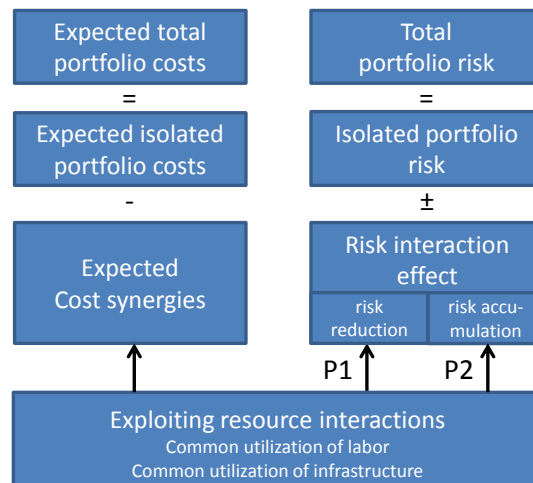 Expected total
portfolio costs
=
Expected isolated
portfolio costs
-
Expected
Cost synergies
Total
portfolio risk
=
Isolated portfolio
risk
±
Risk interaction
effect
risk
reduction
risk accu-
mulation
P1
P2
Exploiting resource interactions
Common utilization of labor
Common utilization of infrastructure